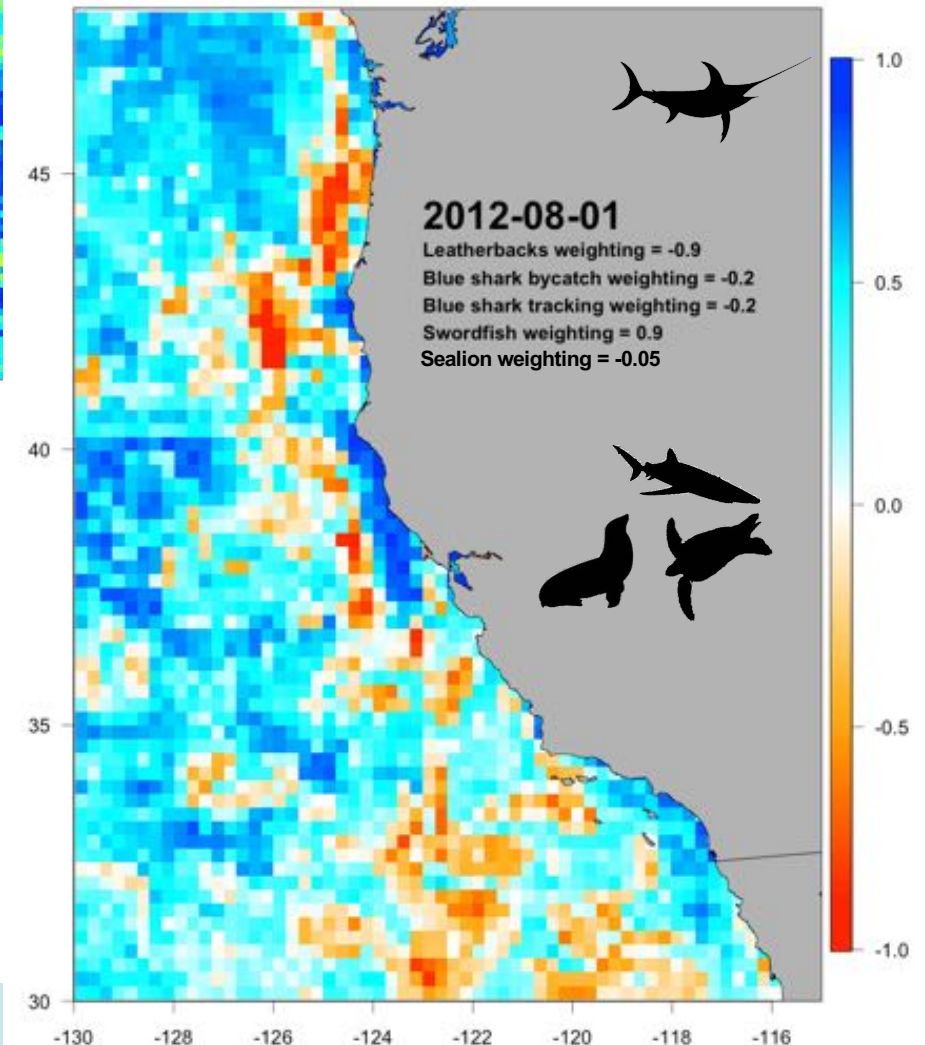 2012-08-01
Leatherbacks weighting = -0.9
Blue shark bycatch weighting = -0.2
Blue shark tracking weighting = -0.2
Swordfish weighting = 0.9
Sealion weighting = -0.05
1.0
0.5
0.0
-0.5
-1.0
45
40
35
30
-130 -128 -126 -124 -122 -120 -118 -116